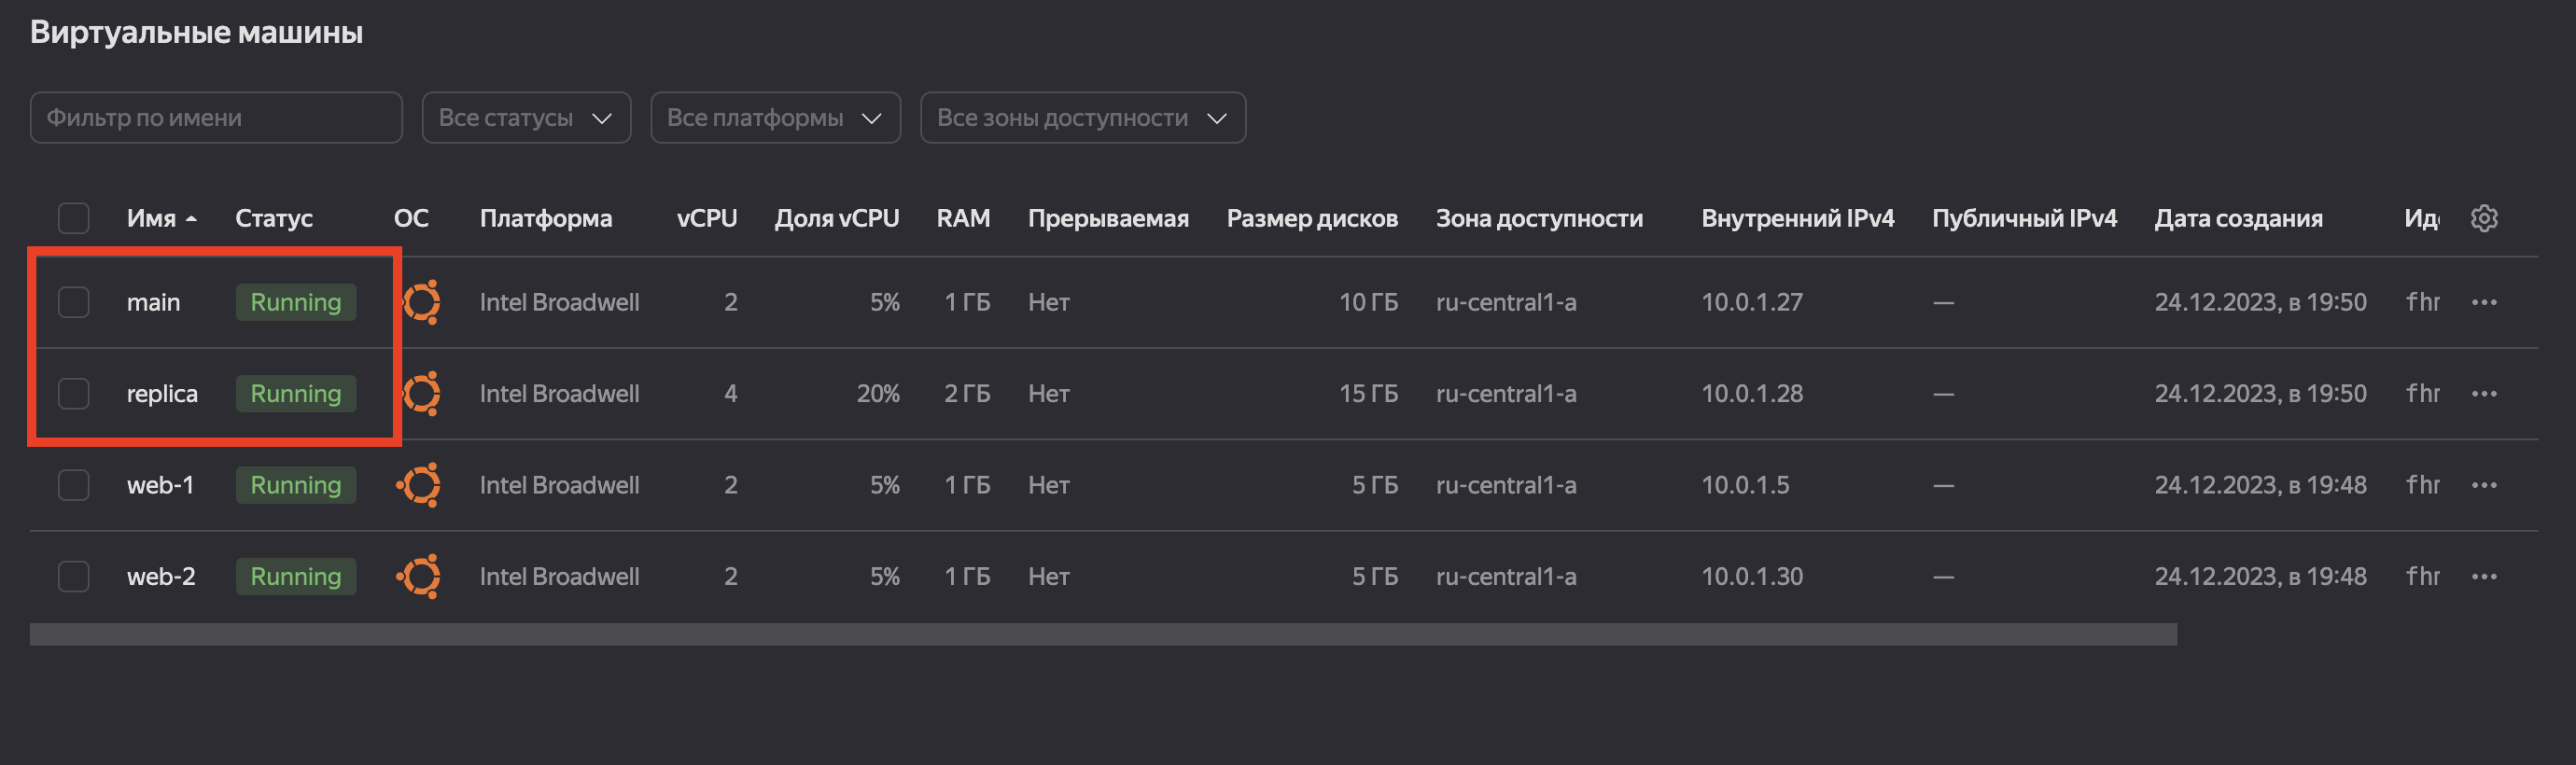 Виртуальные машины
Фильтр по имени Все статусы Все платформы Все зоны доступности
Имя Статус ОС Платформа vCPU Доля vCPU RAM Прерываемая Размер дисков Зона доступности Внутренний IPv4 Публичный IPv4 Дата создания Ид
main Running Intel Broadwell 2 5% 1 ГБ Нет 10 ГБ ru-central1-a 10.0.1.27 — 24.12.2023, в 19:50 fhr
replica Running Intel Broadwell 4 20% 2 ГБ Нет 15 ГБ ru-central1-a 10.0.1.28 — 24.12.2023, в 19:50 fhr
web-1 Running Intel Broadwell 2 5% 1 ГБ Нет 5 ГБ ru-central1-a 10.0.1.5 — 24.12.2023, в 19:48 fhr
web-2 Running Intel Broadwell 2 5% 1 ГБ Нет 5 ГБ ru-central1-a 10.0.1.30 — 24.12.2023, в 19:48 fhr